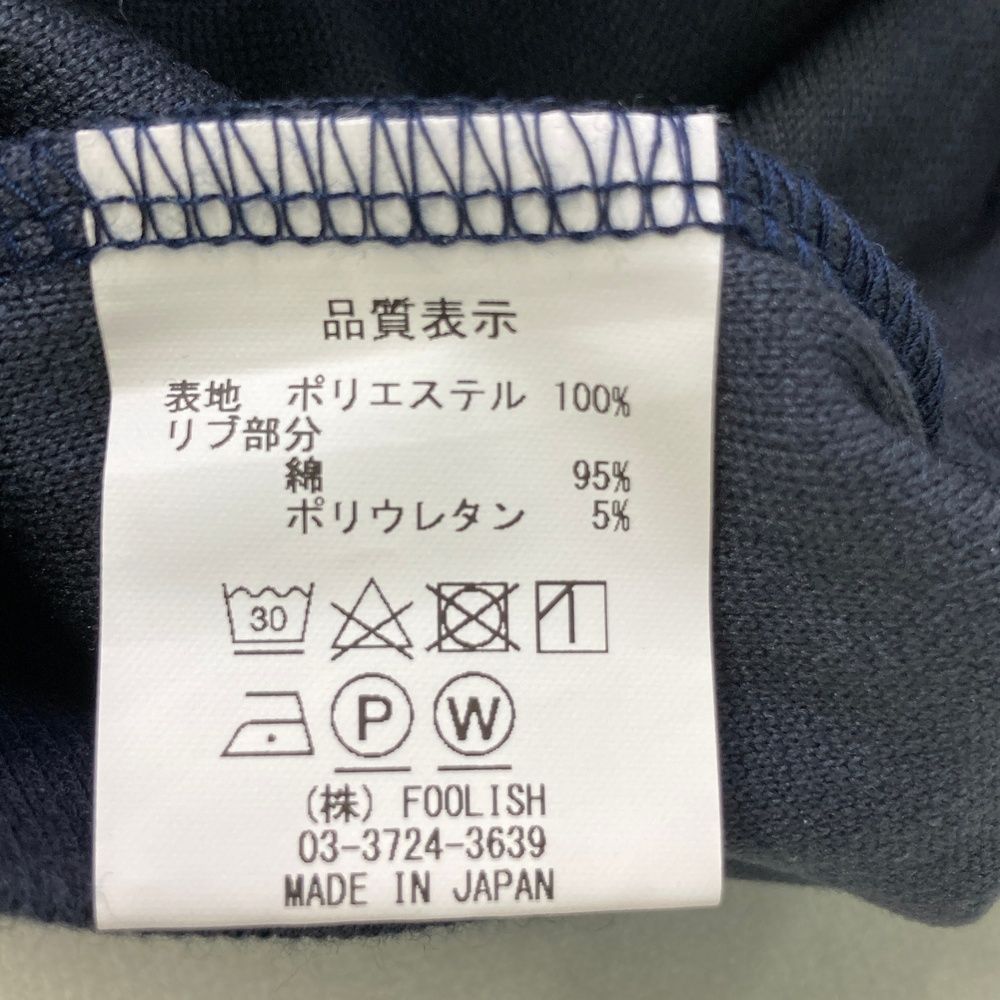 品質表示
表地 ポリエステル 100%
リブ部分
綿 95%
ポリウレタン 5%
30
P W
(株) FOOLISH
03-3724-3639
MADE IN JAPAN